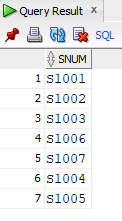 Query Result x
SQL
SNUM
1 S1001
2 S1002
3 S1003
4 S1006
5 S1007
6 S1004
7 S1005